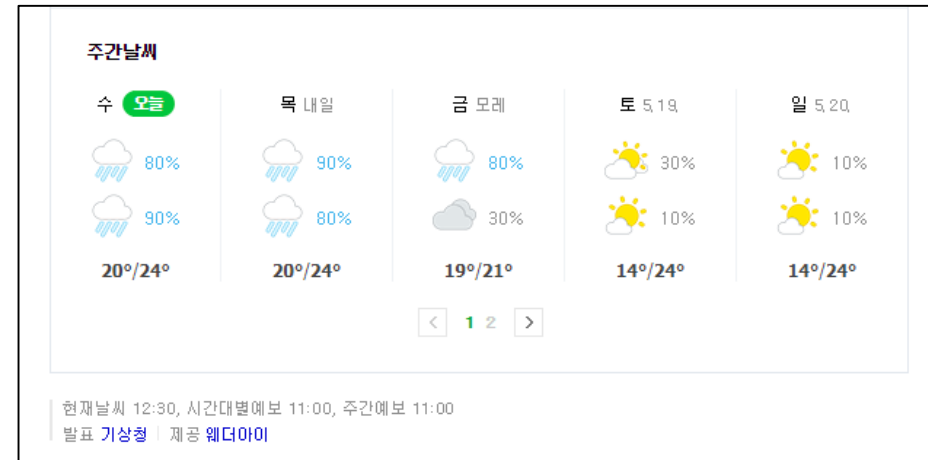 주간날씨
수 오늘 목 내일 금 모레 토 5.19. 일 5.20.
80% 90% 80% 30% 10%
90% 80% 30% 10% 10%
20°/24° 20°/24° 19°/21° 14°/24° 14°/24°
< 1 2 >
현재날씨 12:30, 시간대별예보 11:00, 주간예보 11:00
발표 기상청 | 제공 웨더아이